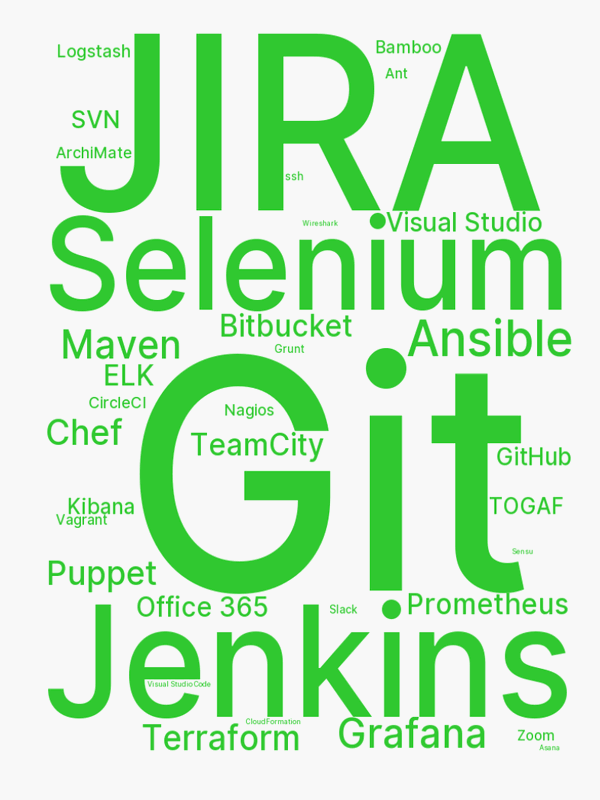 JIRA
Logstash
Bamboo
Ant
SVN
ArchiMate
ssh
Wireshark
Visual Studio
Selenium
Bitbucket
Ansible
Maven
Grunt
ELK
CircleCI
Nagios
Chef
TeamCity
Git
GitHub
Kibana
TOGAF
Vagrant
Sensu
Puppet
Office 365
Slack
Prometheus
Jenkins
Visual Studio Code
CloudFormation
Terraform
Grafana
Zoom
Asana